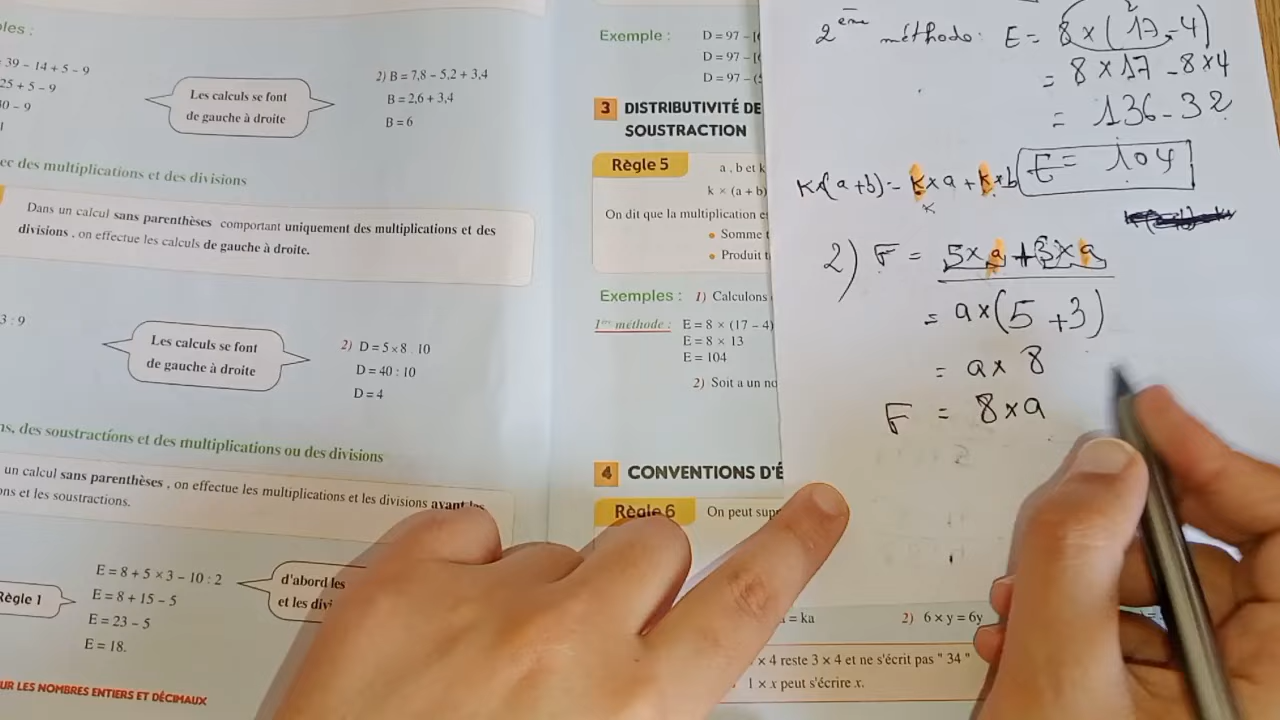 ples :
39 – 14 + 5 – 9
25 + 5 – 9
30 – 9
Les calculs se font
de gauche à droite
2) B = 7,8 – 5,2 + 3,4
B = 2,6 + 3,4
B = 6
ec des multiplications et des divisions
Dans un calcul sans parenthèses comportant uniquement des multiplications et des
divisions , on effectue les calculs de gauche à droite.
3 : 9
Les calculs se font
de gauche à droite
2) D = 5 × 8 : 10
D = 40 : 10
D = 4
ns, des soustractions et des multiplications ou des divisions
un calcul sans parenthèses , on effectue les multiplications et les divisions avant les
ons et les soustractions.
Règle 1
E = 8 + 5 × 3 – 10 : 2
E = 8 + 15 – 5
E = 23 – 5
E = 18.
d'abord les
et les divi
UR LES NOMBRES ENTIERS ET DÉCIMAUX
Exemple :
D = 97 – [
D = 97 – [
D = 97 – (
3 DISTRIBUTIVITÉ DE
SOUSTRACTION
Règle 5
a , b et k
k × (a + b)
On dit que la multiplication e
• Somme
• Produit
Exemples : 1) Calculons
1ère méthode :
E = 8 × (17 – 4)
E = 8 × 13
E = 104
2) Soit a un no
4 CONVENTIONS D'É
Règle 6
On peut supp
= ka
2) 6 × y = 6y
× 4 reste 3 × 4 et ne s'écrit pas " 34 "
1 × x peut s'écrire x.
2ème méthode: E = 8×(17-4)
= 8×17 - 8×4
= 136-32
E = 104
K×(a+b)= k×a + k×b
2) F = 5×a + 3×a
= a×(5+3)
= a× 8
F = 8×a